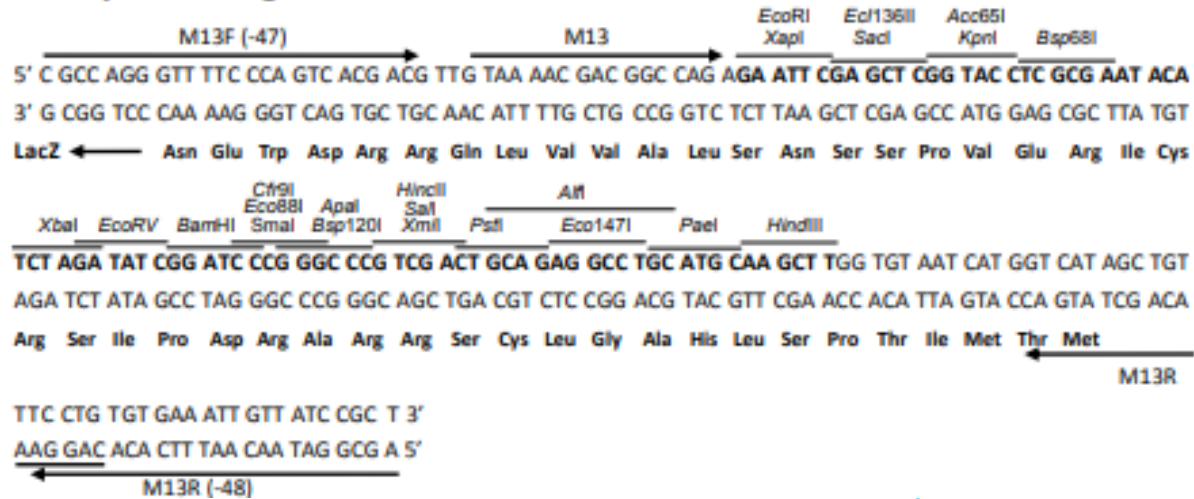 EcoRI Ecl136II Acc65I
M13F (-47) M13 XapI SacI KpnI Bsp68I
5′ C GCC AGG GTT TTC CCA GTC ACG ACG TTG TAA AAC GAC GGC CAG AGA ATT CGA GCT CGG TAC CTC GCG AAT ACA
3′ G CGG TCC CAA AAG GGT CAG TGC TGC AAC ATT TTG CTG CCG GTC TCT TAA GCT CGA GCC ATG GAG CGC TTA TGT
LacZ Asn Glu Trp Asp Arg Arg Gln Leu Val Val Ala Leu Ser Asn Ser Ser Pro Val Glu Arg Ile Cys
Cfr9I HincII AlfI
Eco88I ApaI SalI
XbaI EcoRV BamHI SmaI Bsp120I XmiI PstI Eco147I PaeI HindIII
TCT AGA TAT CGG ATC CCG GGC CCG TCG ACT GCA GAG GCC TGC ATG CAA GCT TGG TGT AAT CAT GGT CAT AGC TGT
AGA TCT ATA GCC TAG GGC CCG GGC AGC TGA CGT CTC CGG ACG TAC GTT CGA ACC ACA TTA GTA CCA GTA TCG ACA
Arg Ser Ile Pro Asp Arg Ala Arg Arg Ser Cys Leu Gly Ala His Leu Ser Pro Thr Ile Met Thr Met
M13R
TTC CTG TGT GAA ATT GTT ATC CGC T 3′
AAG GAC ACA CTT TAA CAA TAG GCG A 5′
M13R (-48)